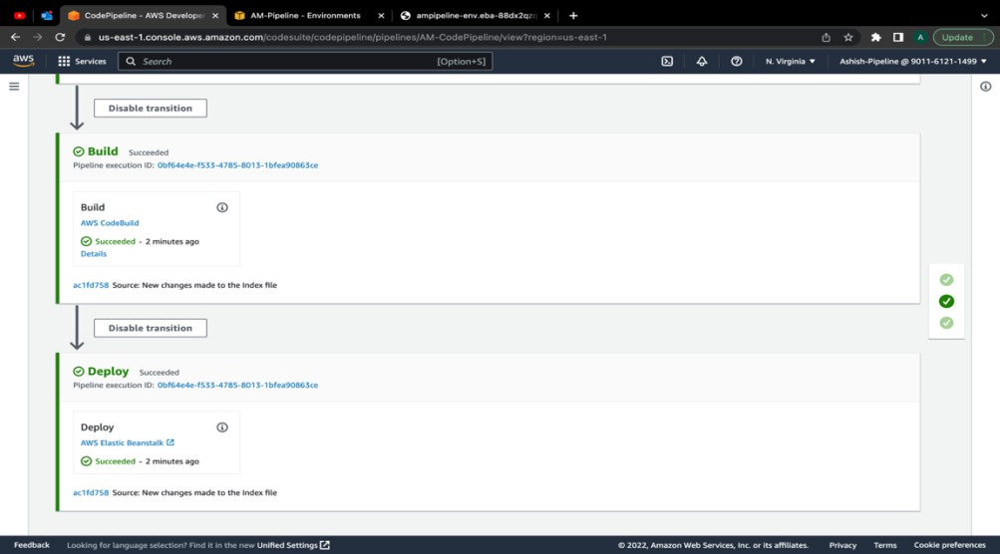 CodePipeline - AWS Develope
AM-Pipeline - Environments
ampipeline-env.eba-88dx2qzq
us-east-1.console.aws.amazon.com/codesuite/codepipeline/pipelines/AM-CodePipeline/view?region=us-east-1
A
Update
aws
Services
Search
[Option+S]
N. Virginia
Ashish-Pipeline @ 9011-6121-1499
Disable transition
Build Succeeded
Pipeline execution ID: 0bf64e4e-f533-4785-8013-1bfea90863ce
Build
AWS CodeBuild
Succeeded - 2 minutes ago
Details
ac1fd758 Source: New changes made to the Index file
Disable transition
Deploy Succeeded
Pipeline execution ID: 0bf64e4e-f533-4785-8013-1bfea90863ce
Deploy
AWS Elastic Beanstalk
Succeeded - 2 minutes ago
ac1fd758 Source: New changes made to the Index file
Feedback Looking for language selection? Find it in the new Unified Settings © 2022, Amazon Web Services, Inc. or its affiliates. Privacy Terms Cookie preferences